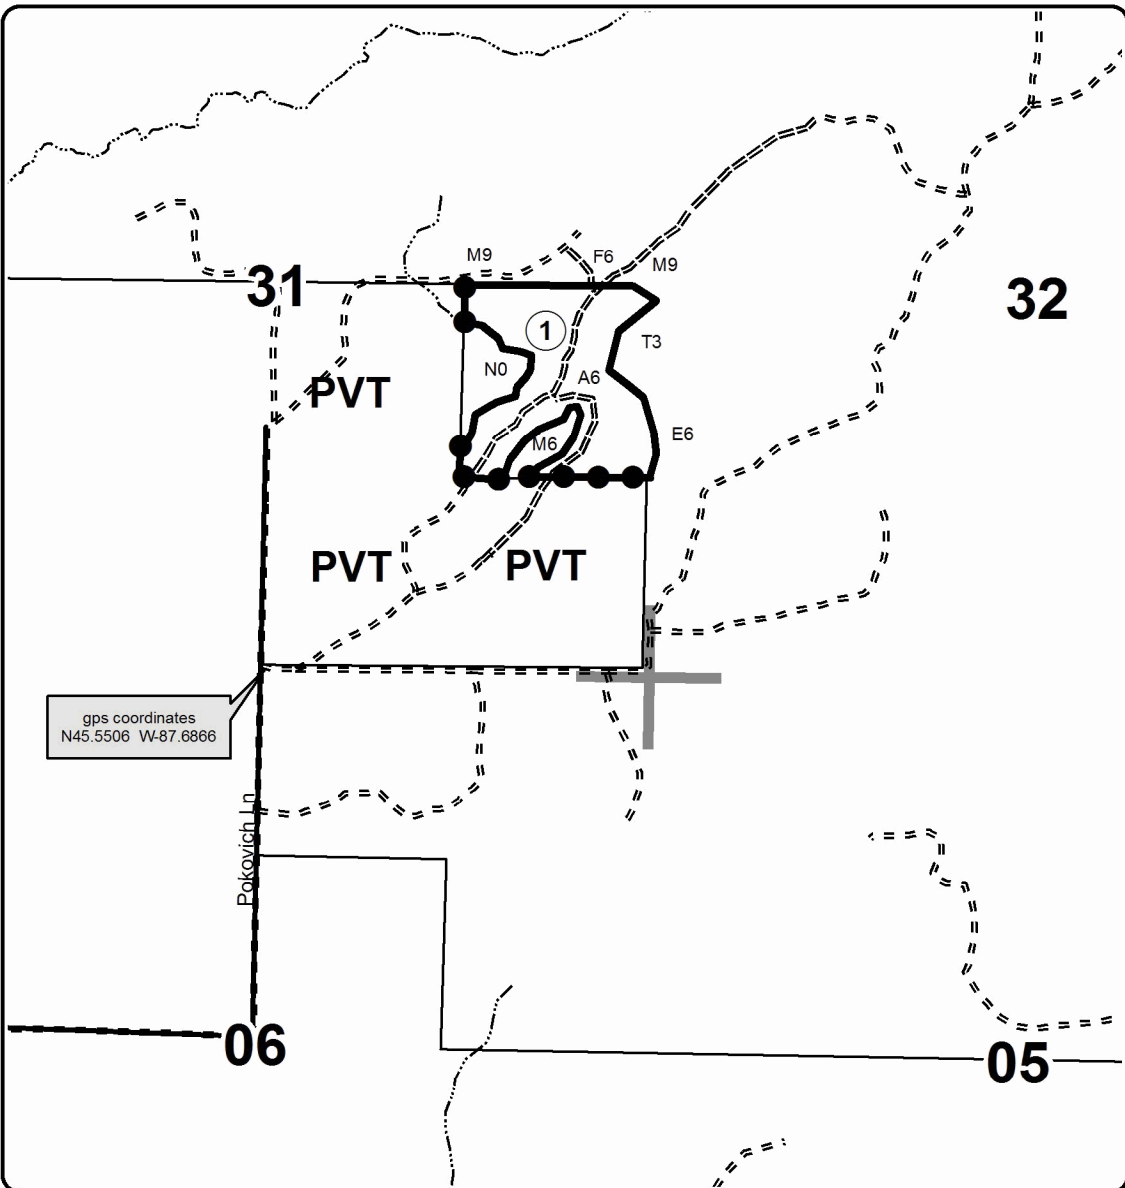 M9
F6
M9
31
32
1
T3
N0
A6
PVT
M6
E6
PVT
PVT
gps coordinates
N45.5506 W-87.6866
Pokovich Ln
06
05